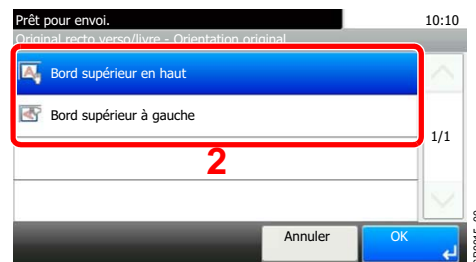 Prêt pour envoi.
10:10
Original recto verso/livre - Orientation original
Bord supérieur en haut
Bord supérieur à gauche
1/1
2
Annuler
OK